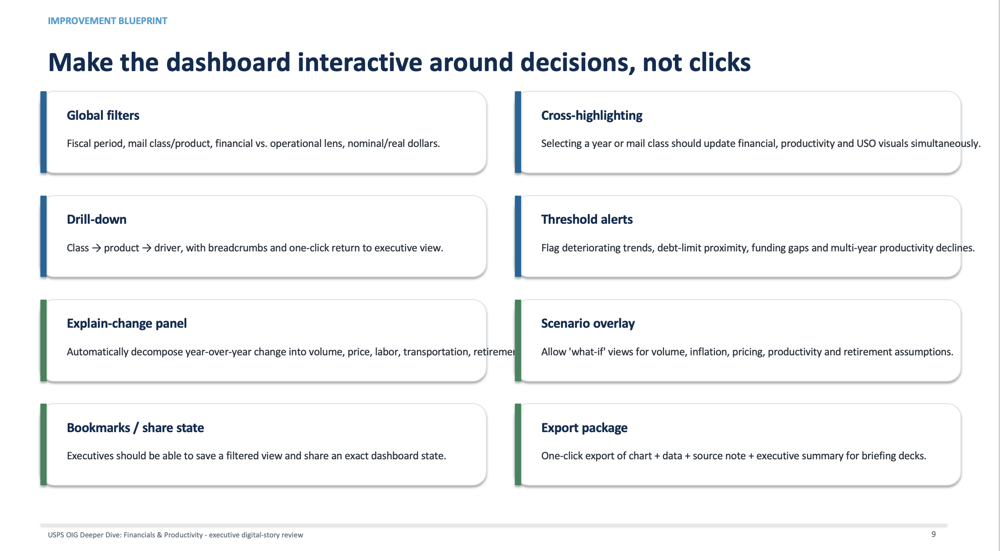 IMPROVEMENT BLUEPRINT
Make the dashboard interactive around decisions, not clicks
Global filters
Fiscal period, mail class/product, financial vs. operational lens, nominal/real dollars.
Cross-highlighting
Selecting a year or mail class should update financial, productivity and USO visuals simultaneously.
Drill-down
Class → product → driver, with breadcrumbs and one-click return to executive view.
Threshold alerts
Flag deteriorating trends, debt-limit proximity, funding gaps and multi-year productivity declines.
Explain-change panel
Automatically decompose year-over-year change into volume, price, labor, transportation,
Scenario overlay
Allow 'what-if' views for volume, inflation, pricing, productivity and retirement assumptions.
Bookmarks / share state
Executives should be able to save a filtered view and share an exact dashboard state.
Export package
One-click export of chart + data + source note + executive summary for briefing decks.
USPS OIG Deeper Dive: Financials & Productivity - executive digital-story review
9